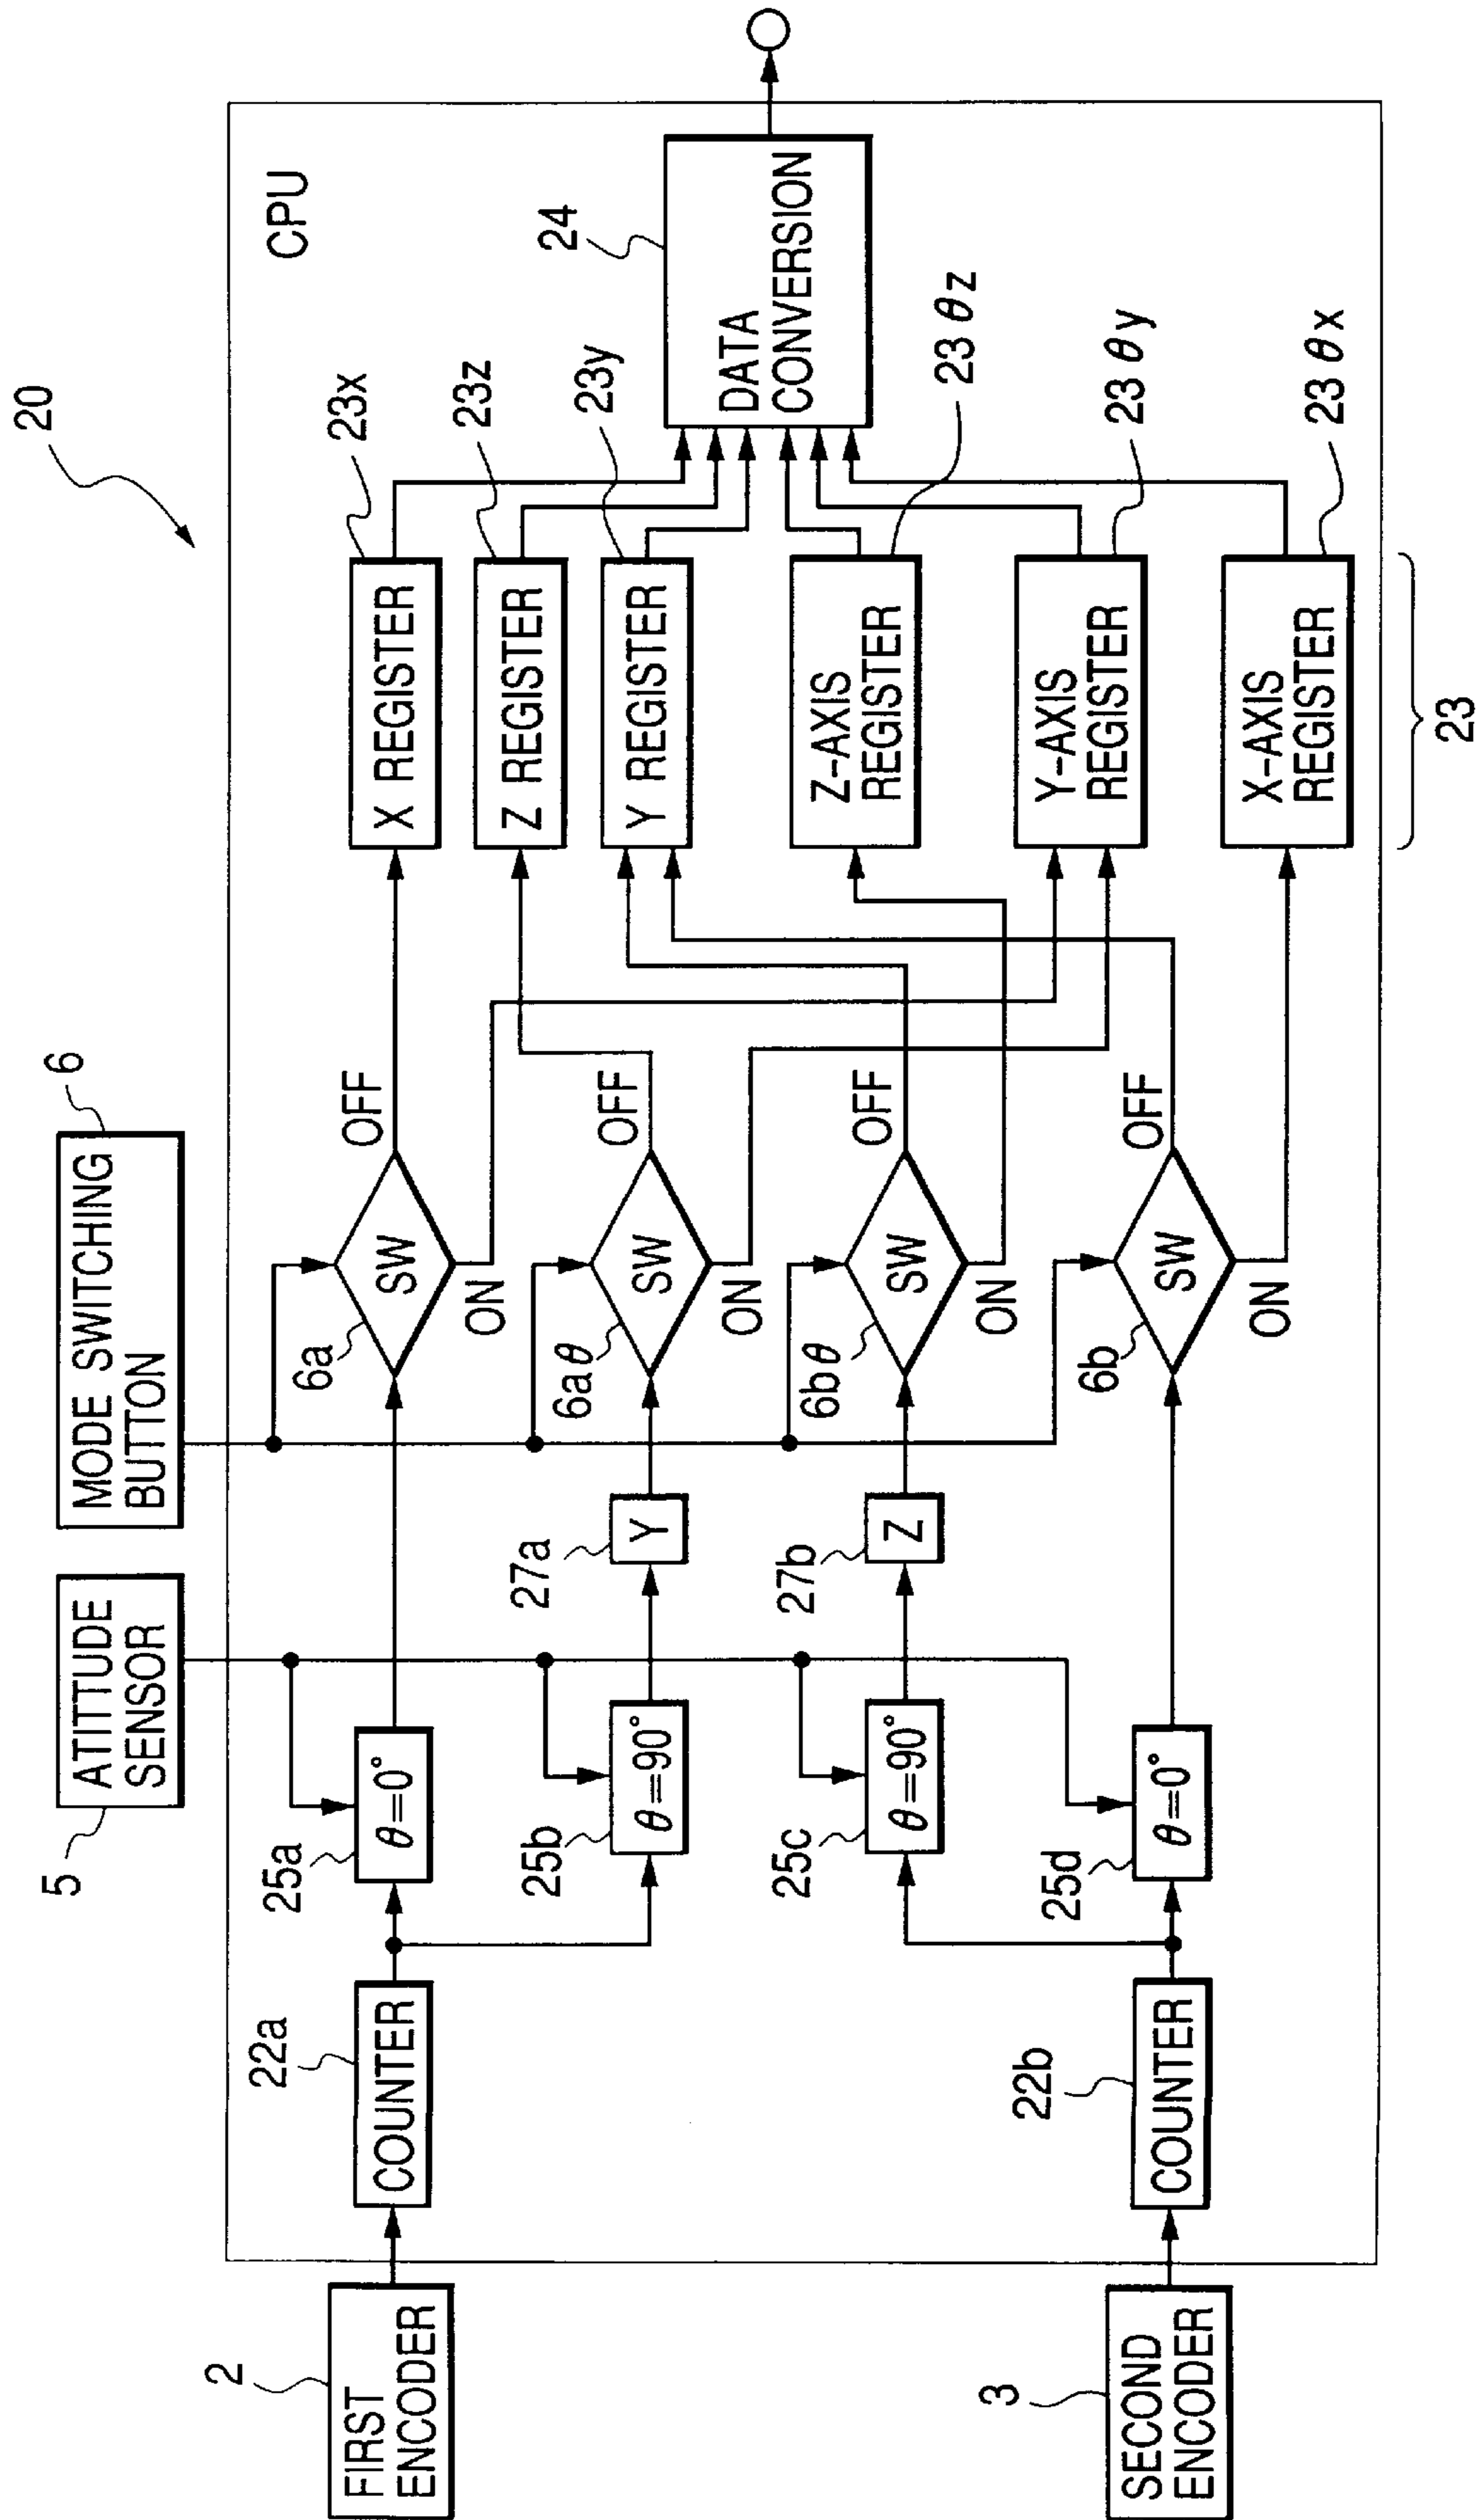 20
5
ATITTUDE
SENSOR
6
MODE SWITCHING
BUTTON
CPU
2
FIRST
ENCODER
22a
COUNTER
25a
θ=0°
6a
SW
OFF
ON
23x
X REGISTER
23z
Z REGISTER
24
DATA
CONVERSION
25b
θ=90°
27a
Y
6aθ
SW
OFF
ON
23y
Y REGISTER
25c
θ=90°
27b
Z
6bθ
SW
OFF
ON
23θz
Z-AXIS
REGISTER
23θy
Y-AXIS
REGISTER
3
SECOND
ENCODER
22b
COUNTER
25d
θ=0°
6b
SW
OFF
ON
23θx
X-AXIS
REGISTER
23